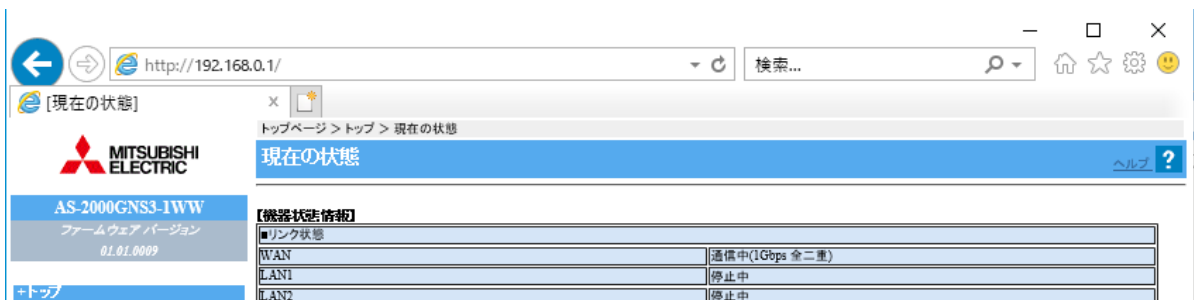 http://192.168.0.1/
検索...
[現在の状態]
トップページ > トップ > 現在の状態
MITSUBISHI
ELECTRIC
現在の状態
ヘルプ ?
AS-2000GNS3-1WW
ファームウェア バージョン
01.01.0009
【機器状態情報】
■リンク状態
WAN 通信中(1Gbps 全二重)
LAN1 停止中
LAN2 停止中
+トップ